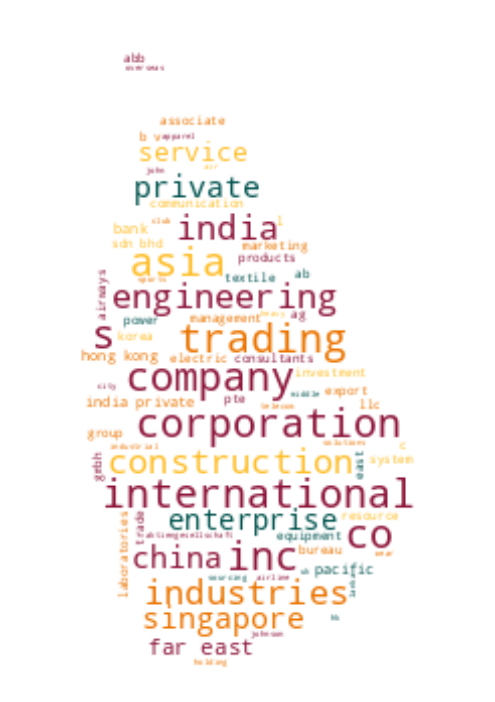 abb
overseas
associate
b v apparel
service
air
john
private
communication
club
india l
bank
sdn bhd marketing
products
asia
textile ab
sports
airways
engineering
heavy ag
power management
s korea trading
hong kong electric consultants
company investment
city middle export
india private pte llc
telecom
corporation
group solutions
industrial c
gmbh construction east system
international
laboratories trade enterprise resource
aktiengesellschaft equipment co
china inc bureau
pacific
sourcing airline
industries
singapore
johnson
far east
holding